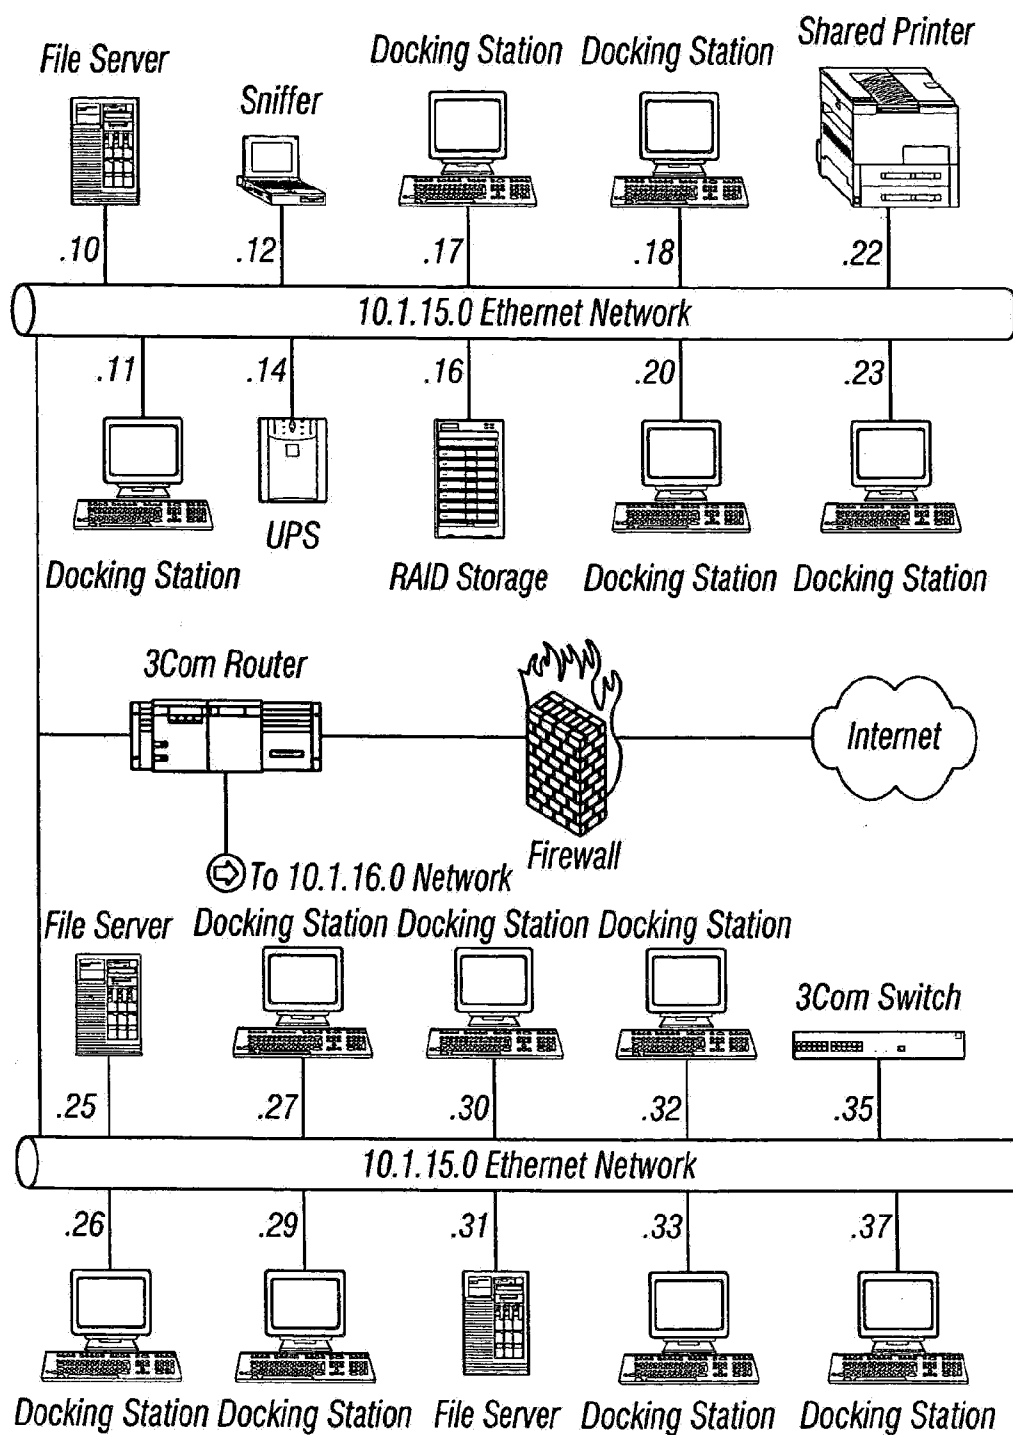 File Server
Sniffer
Docking Station
Docking Station
Shared Printer
.10
.12
.17
.18
.22
10.1.15.0 Ethernet Network
.11
.14
.16
.20
.23
Docking Station
UPS
RAID Storage
Docking Station
Docking Station
3Com Router
Internet
Firewall
To 10.1.16.0 Network
File Server
Docking Station
Docking Station
Docking Station
3Com Switch
.25
.27
.30
.32
.35
10.1.15.0 Ethernet Network
.26
.29
.31
.33
.37
Docking Station
Docking Station
File Server
Docking Station
Docking Station